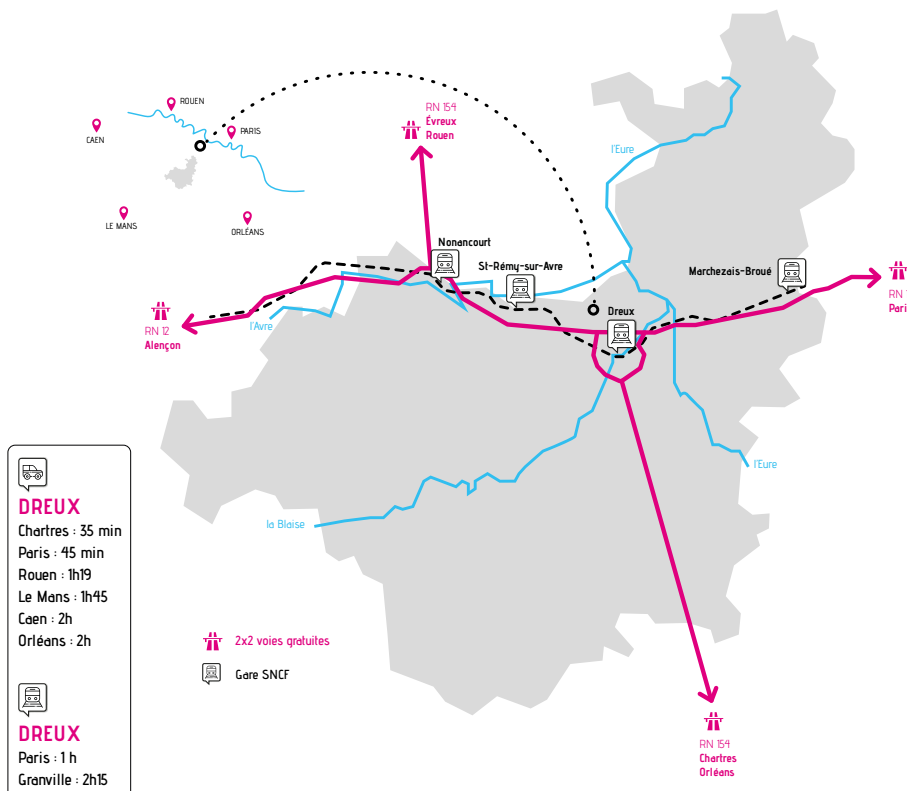 ROUEN
CAEN
PARIS
LE MANS
ORLÉANS
RN 154
Évreux
Rouen
l'Eure
Nonancourt
St-Rémy-sur-Avre
Marchezais-Broué
Dreux
RN
Pari
l'Avre
RN 12
Alençon
l'Eure
la Blaise
DREUX
Chartres : 35 min
Paris : 45 min
Rouen : 1h19
Le Mans : 1h45
Caen : 2h
Orléans : 2h
2x2 voies gratuites
Gare SNCF
DREUX
Paris : 1 h
Granville : 2h15
RN 154
Chartres
Orléans